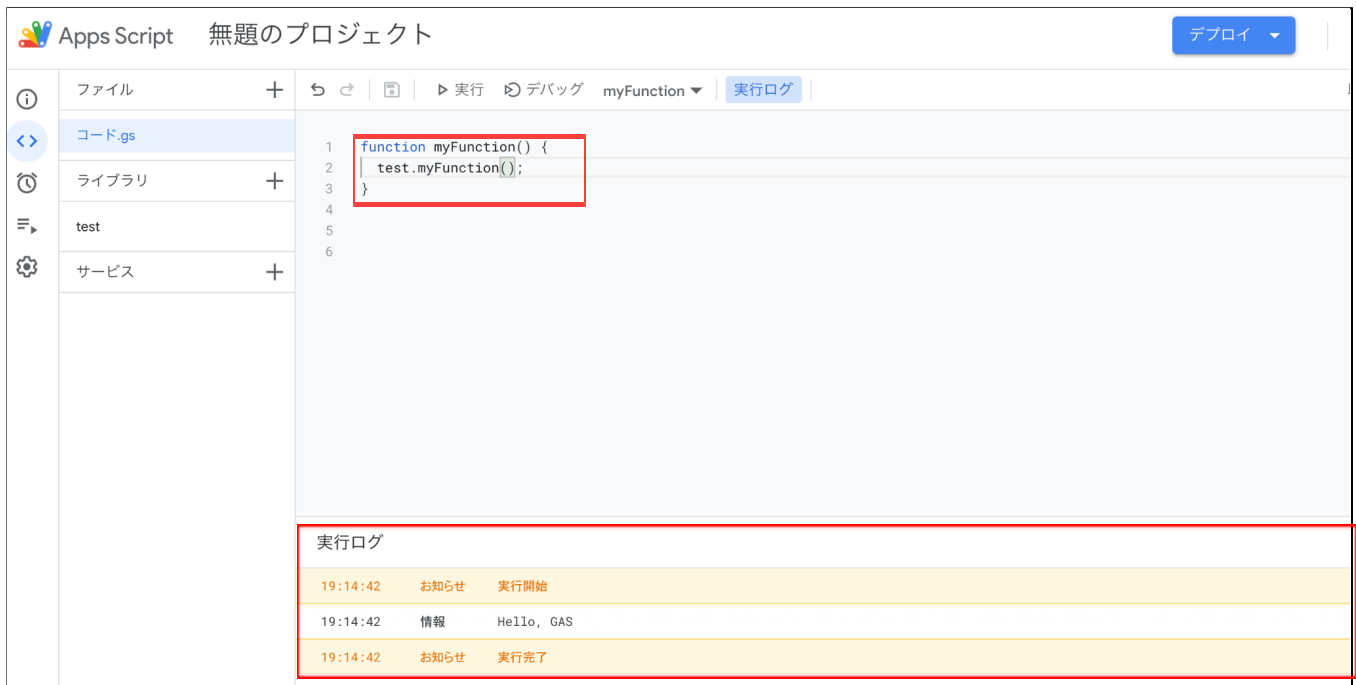 Apps Script 無題のプロジェクト デプロイ
ファイル
実行 デバッグ myFunction 実行ログ
コード.gs
ライブラリ
test
サービス
1 function myFunction() {
2 test.myFunction();
3 }
4
5
6
実行ログ
19:14:42 お知らせ 実行開始
19:14:42 情報 Hello, GAS
19:14:42 お知らせ 実行完了